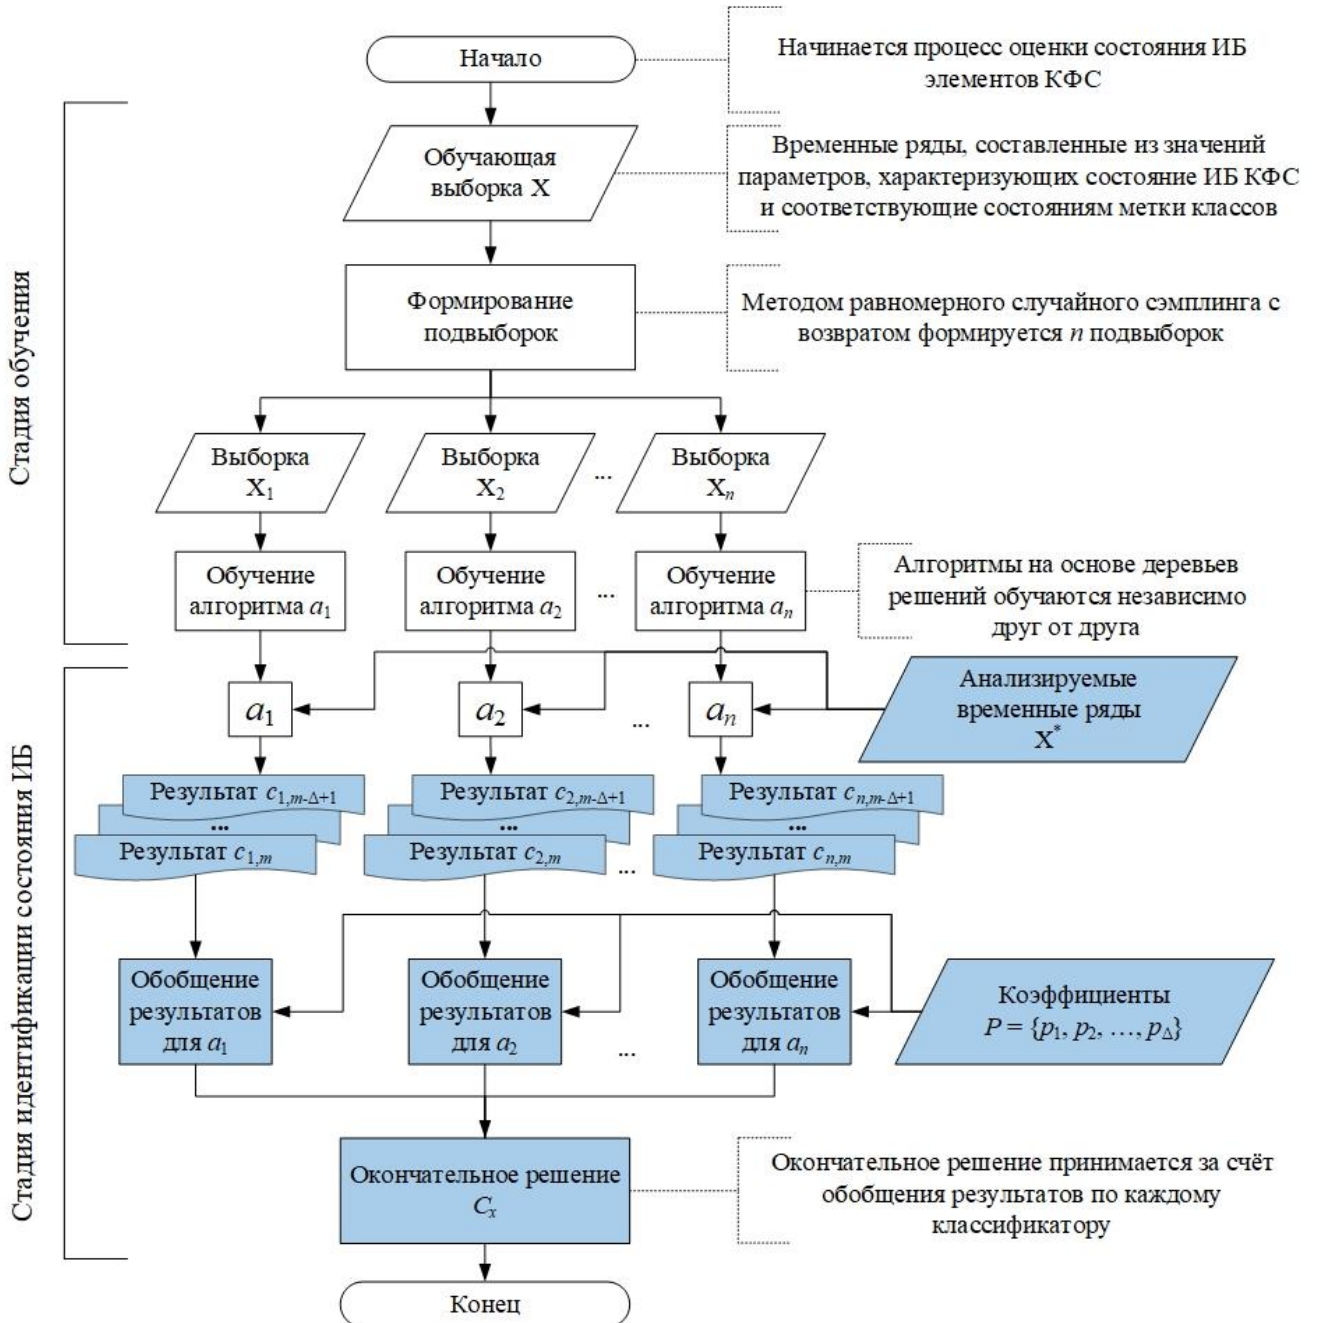 Начало
Начинается процесс оценки состояния ИБ
элементов КФС
Стадия обучения
Обучающая
выборка X
Временные ряды, составленные из значений
параметров, характеризующих состояние ИБ КФС
и соответствующие состояниям метки классов
Формирование
подвыборок
Методом равномерного случайного сэмплинга с
возвратом формируется n подвыборок
Выборка
X₁
Выборка
X₂
...
Выборка
Xₙ
Обучение
алгоритма a₁
Обучение
алгоритма a₂
...
Обучение
алгоритма aₙ
Алгоритмы на основе деревьев
решений обучаются независимо
друг от друга
Стадия идентификации состояния ИБ
a₁
a₂
...
aₙ
Анализируемые
временные ряды
X*
Результат c₁,m-Δ+1
...
Результат c₁,m
Результат c₂,m-Δ+1
...
Результат c₂,m
...
Результат cₙ,m-Δ+1
...
Результат cₙ,m
Обобщение
результатов
для a₁
Обобщение
результатов
для a₂
...
Обобщение
результатов
для aₙ
Коэффициенты
P = {p₁, p₂, …, pΔ}
Окончательное решение
Cₓ
Окончательное решение принимается за счёт
обобщения результатов по каждому
классификатору
Конец